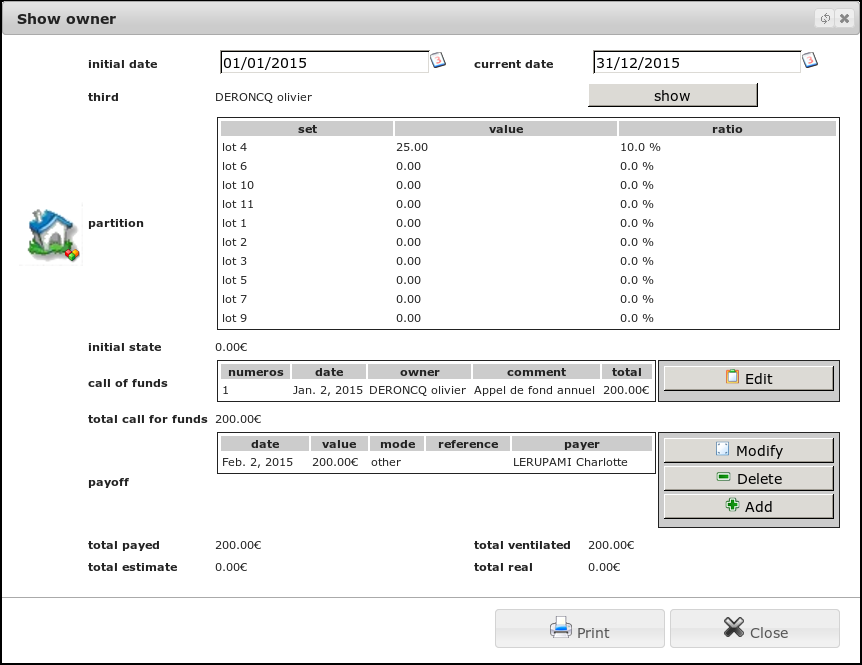 Show owner
initial date 01/01/2015 current date 31/12/2015
third DERONCQ olivier show
set value ratio
lot 4 25.00 10.0 %
lot 6 0.00 0.0 %
lot 10 0.00 0.0 %
lot 11 0.00 0.0 %
partition lot 1 0.00 0.0 %
lot 2 0.00 0.0 %
lot 3 0.00 0.0 %
lot 5 0.00 0.0 %
lot 7 0.00 0.0 %
lot 9 0.00 0.0 %
initial state 0.00€
call of funds
numeros date owner comment total
1 Jan. 2, 2015 DERONCQ olivier Appel de fond annuel 200.00€
Edit
total call for funds 200.00€
payoff
date value mode reference payer
Feb. 2, 2015 200.00€ other LERUPAMI Charlotte
Modify
Delete
Add
total payed 200.00€ total ventilated 200.00€
total estimate 0.00€ total real 0.00€
Print Close